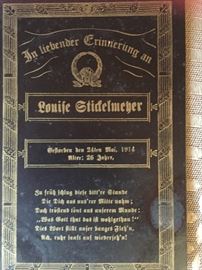 In liebender Erinnerung an
Louise Stickelmeyer
Gestorben den 24ten Mai, 1914
Alter: 26 Jahre.
Zu früh schlug diese bitt're Stunde
Die Dich aus uns'rer Mitte nahm;
Doch tröstend tönt aus unserem Munde:
„Was Gott thut das ist wohlgethan!"
Dies Wort stillt unser banges Fleh'n.
Ach, ruhe sanft auf wiederseh'n!